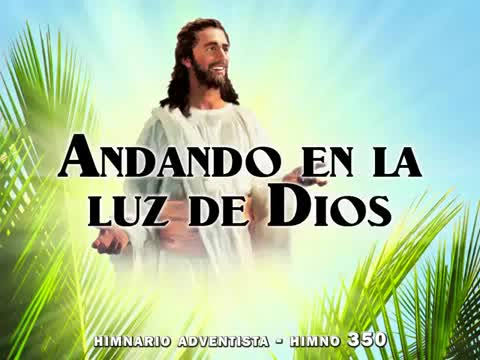 ANDANDO EN LA
LUZ DE DIOS
HIMNARIO ADVENTISTA - HIMNO 350